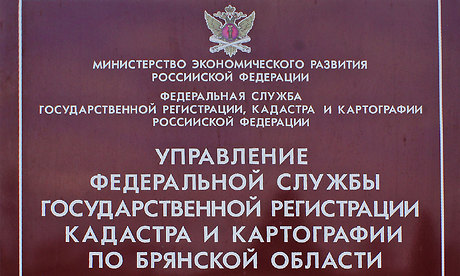 МИНИСТЕРСТВО ЭКОНОМИЧЕСКОГО РАЗВИТИЯ
РОССИИСКОЙ ФЕДЕРАЦИИ
ФЕДЕРАЛЬНАЯ СЛУЖБА
ГОСУДАРСТВЕННОЙ РЕГИСТРАЦИИ, КАДАСТРА И КАРТОГРАФИИ
РОССИЙСКОЙ ФЕДЕРАЦИИ
УПРАВЛЕНИЕ
ФЕДЕРАЛЬНОЙ СЛУЖБЫ
ГОСУДАРСТВЕННОЙ РЕГИСТРАЦИИ
КАДАСТРА И КАРТОГРАФИИ
ПО БРЯНСКОЙ ОБЛАСТИ